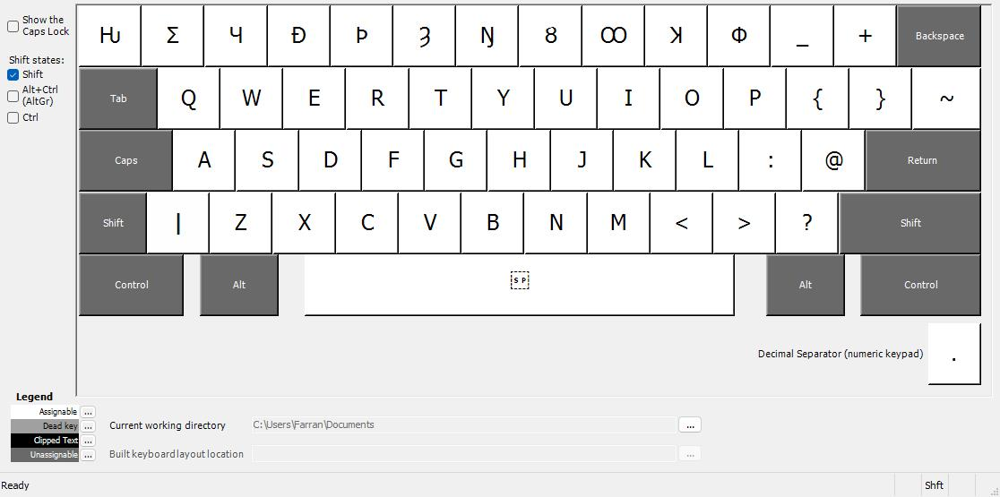 Show the
Caps Lock
Shift states:
Shift
Alt+Ctrl
(AltGr)
Ctrl
Ƕ Σ Ҷ Ð Þ Ȝ Ŋ Ȣ Ꝏ ꓘ Φ _ + Backspace
Tab Q W E R T Y U I O P { } ~
Caps A S D F G H J K L : @ Return
Shift | Z X C V B N M < > ? Shift
Control Alt SP Alt Control
Decimal Separator (numeric keypad) .
Legend
Assignable ...
Dead key ...
Clipped Text ...
Unassignable ...
Current working directory C:\Users\Farran\Documents ...
Built keyboard layout location ...
Ready Shft